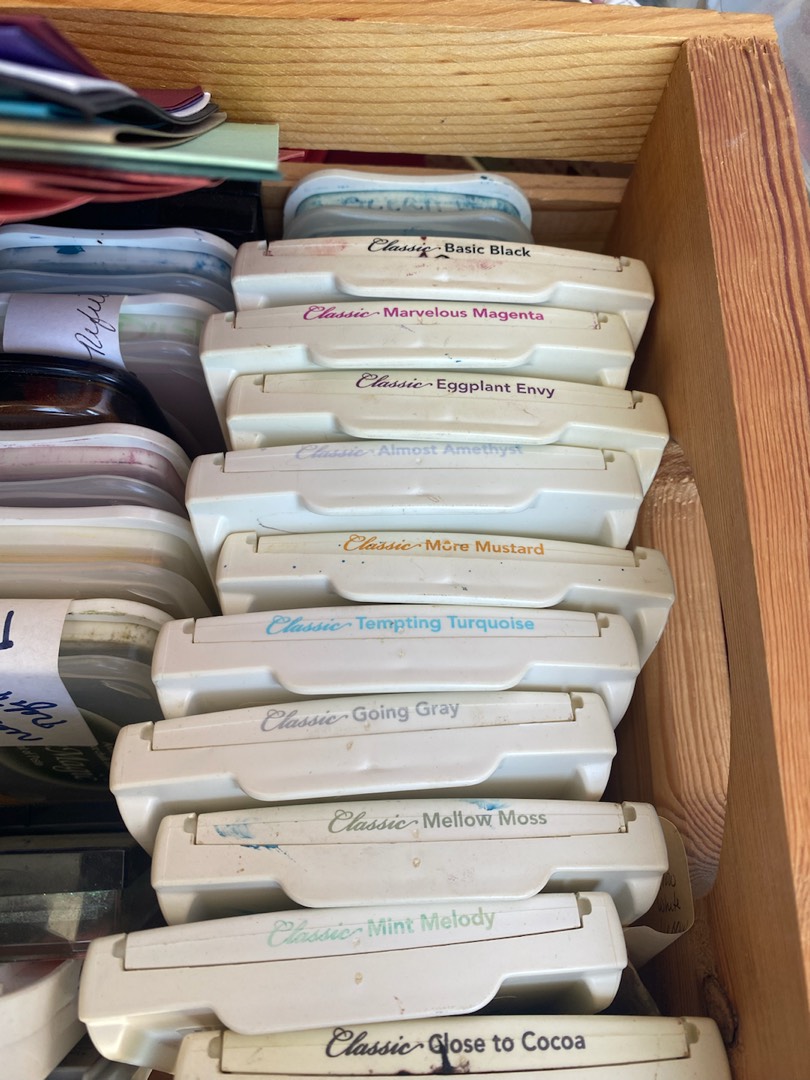 Classic Basic Black
Classic Marvelous Magenta
Classic Eggplant Envy
Classic Almost Amethyst
Classic More Mustard
Classic Tempting Turquoise
Classic Going Gray
Classic Mellow Moss
Classic Mint Melody
Classic Close to Cocoa